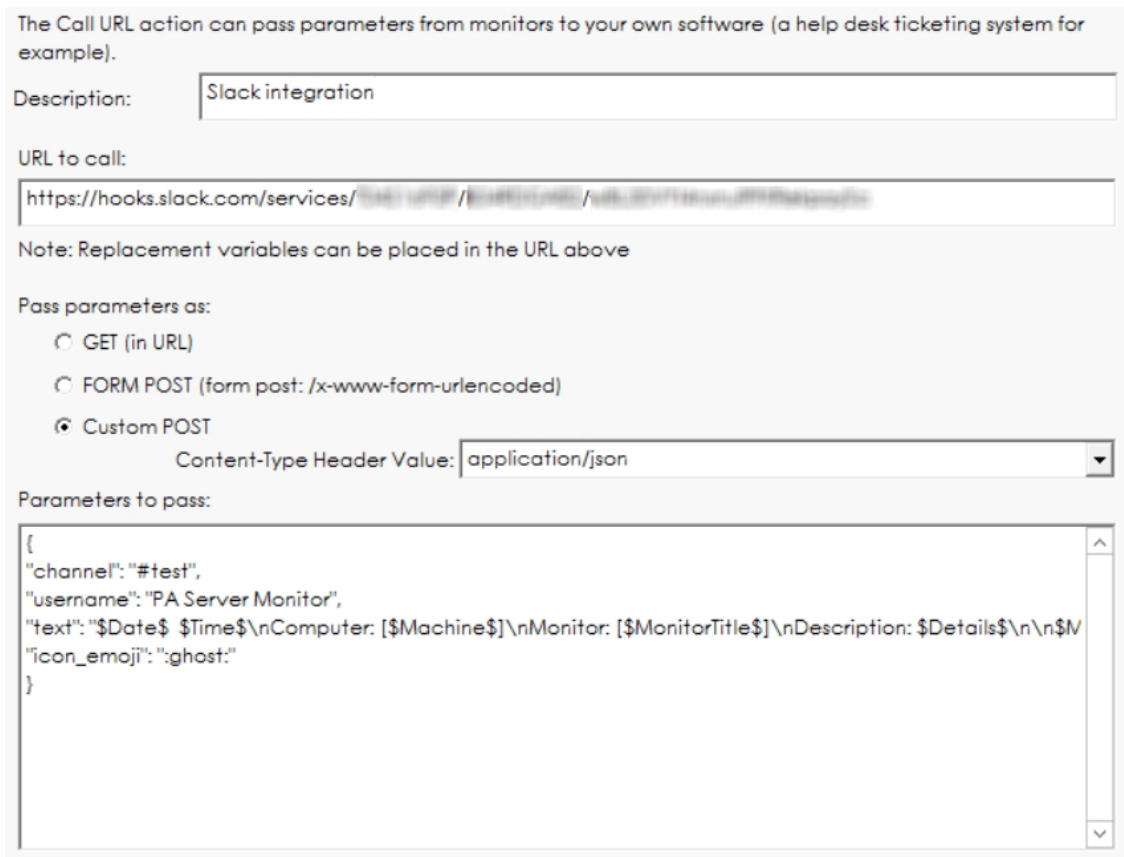 The Call URL action can pass parameters from monitors to your own software (a help desk ticketing system for
example).
Description:
Slack integration
URL to call:
https://hooks.slack.com/services/ / /
Note: Replacement variables can be placed in the URL above
Pass parameters as:
GET (in URL)
FORM POST (form post: /x-www-form-urlencoded)
Custom POST
Content-Type Header Value:
application/json
Parameters to pass:
{
"channel": "#test",
"username": "PA Server Monitor",
"text": "$Date$ $Time$\nComputer: [$Machine$]\nMonitor: [$MonitorTitle$]\nDescription: $Details$\n\n$M
"icon_emoji": ":ghost:"
}